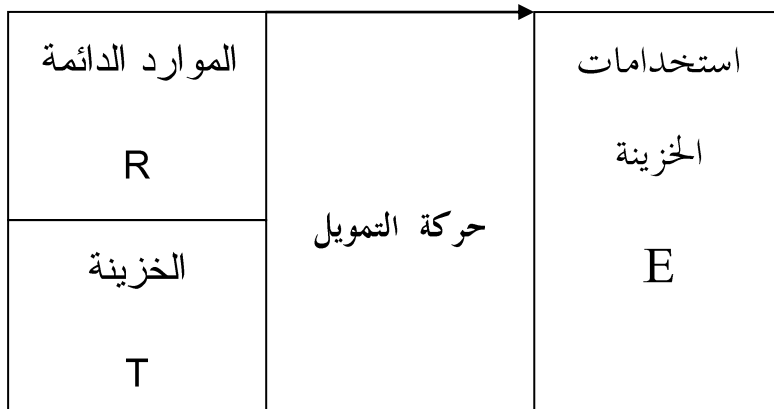 استخدامات
الخزينة
E
حركة التمويل
الموارد الدائمة
R
الخزينة
T